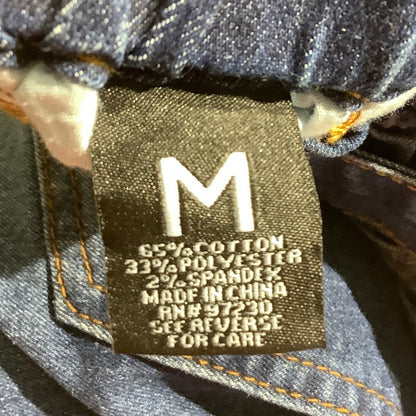 M
65% COTTON
33% POLYESTER
2% SPANDEX
MADE IN CHINA
RN# 97230
SEE REVERSE
FOR CARE